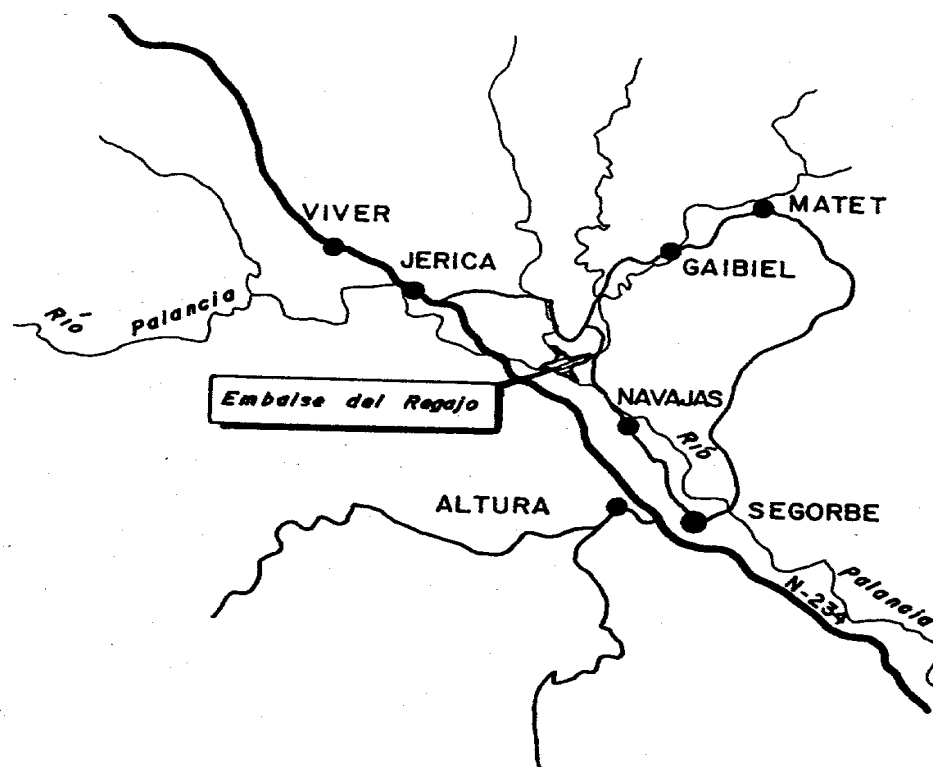 VIVER
MATET
JERICA
GAIBIEL
Río Palancia
Embalse del Regajo
NAVAJAS
Río
ALTURA
SEGORBE
Palancia
N-234